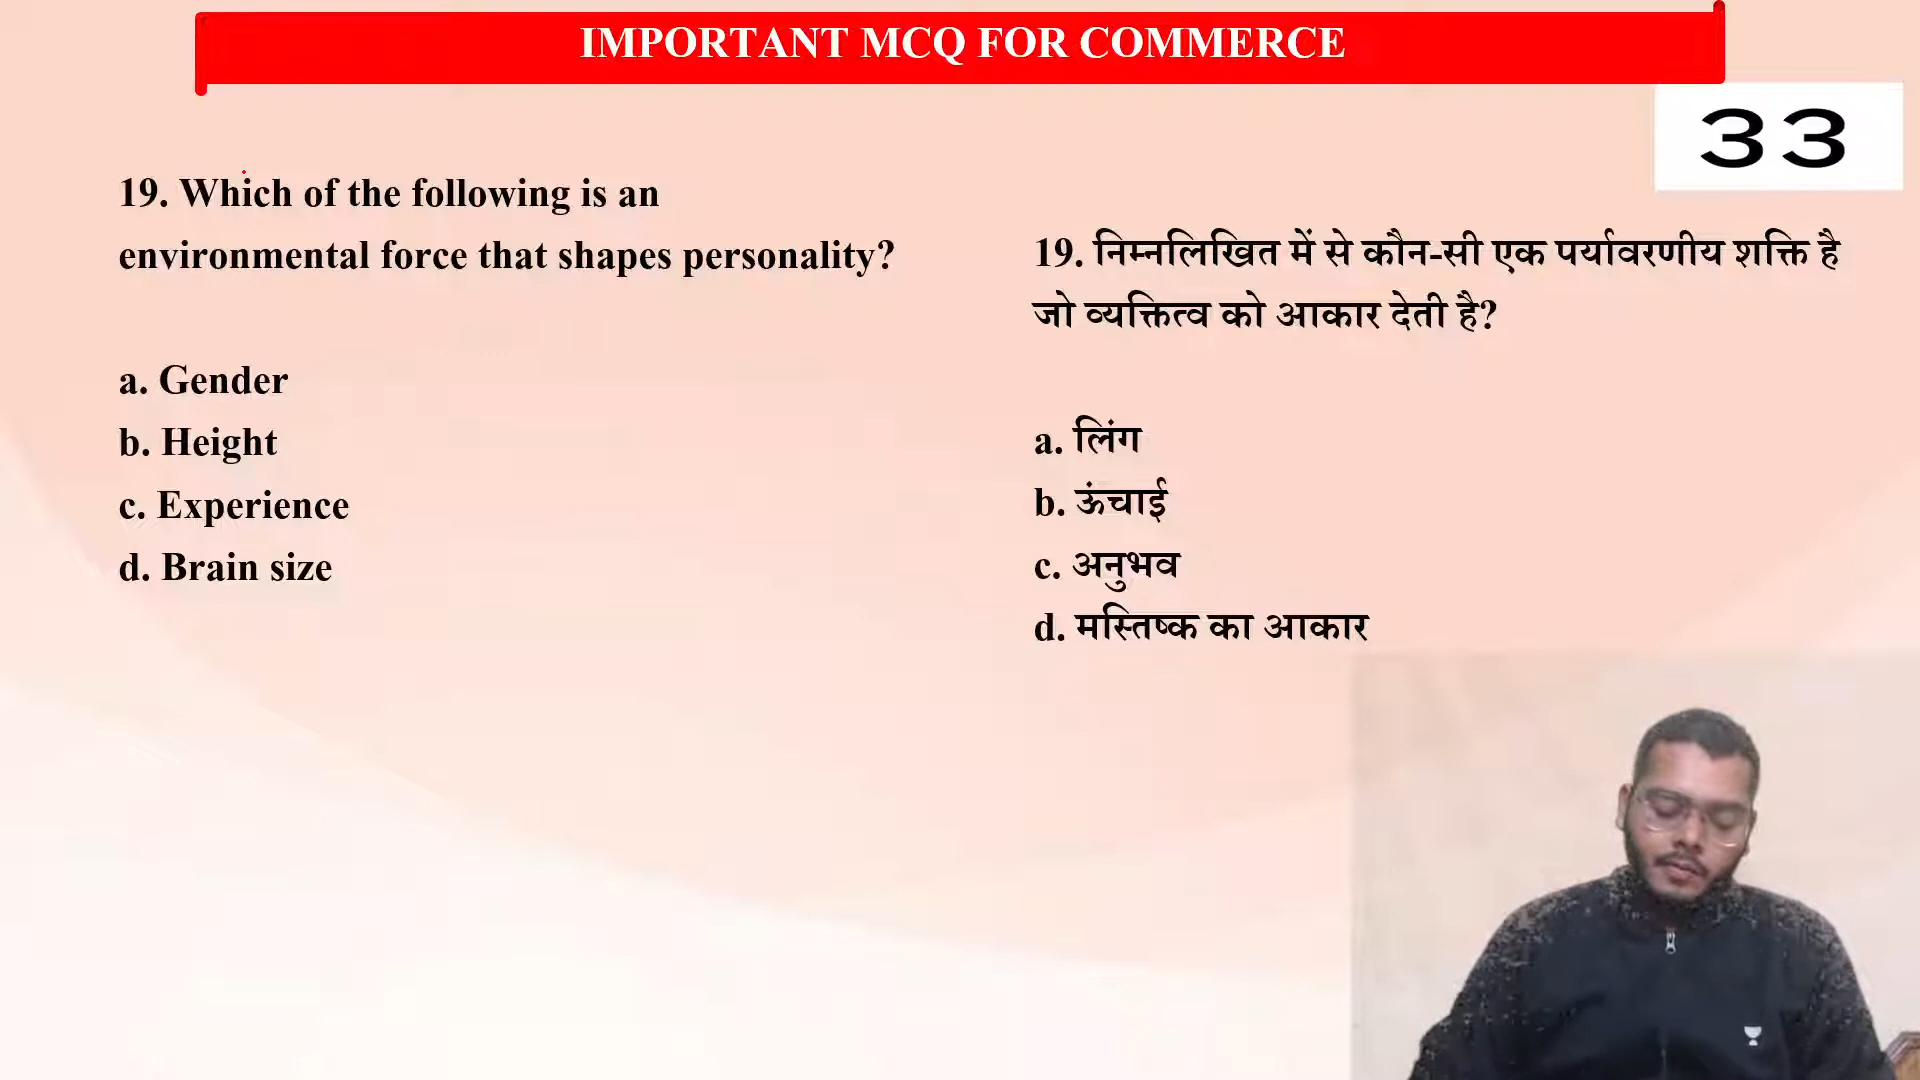 IMPORTANT MCQ FOR COMMERCE
33
19. Which of the following is an
environmental force that shapes personality?
a. Gender
b. Height
c. Experience
d. Brain size
19. निम्नलिखित में से कौन-सी एक पर्यावरणीय शक्ति है
जो व्यक्तित्व को आकार देती है?
a. लिंग
b. ऊंचाई
c. अनुभव
d. मस्तिष्क का आकार